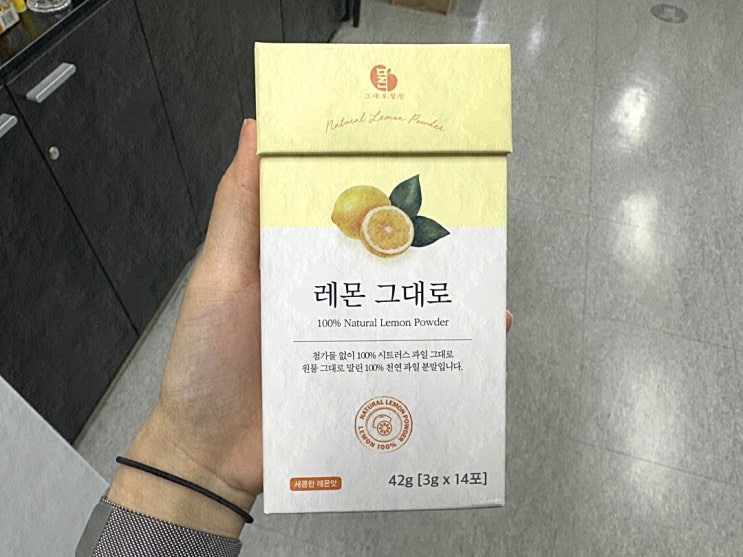 그대로말린
Natural Lemon Powder
레몬 그대로
100% Natural Lemon Powder
첨가물 없이 100% 시트러스 과일 그대로
원물 그대로 말린 100% 천연 과일 분말입니다.
NATURAL LEMON POWDER
LEMON 100%
새콤한 레몬맛
42g [3g x 14포]